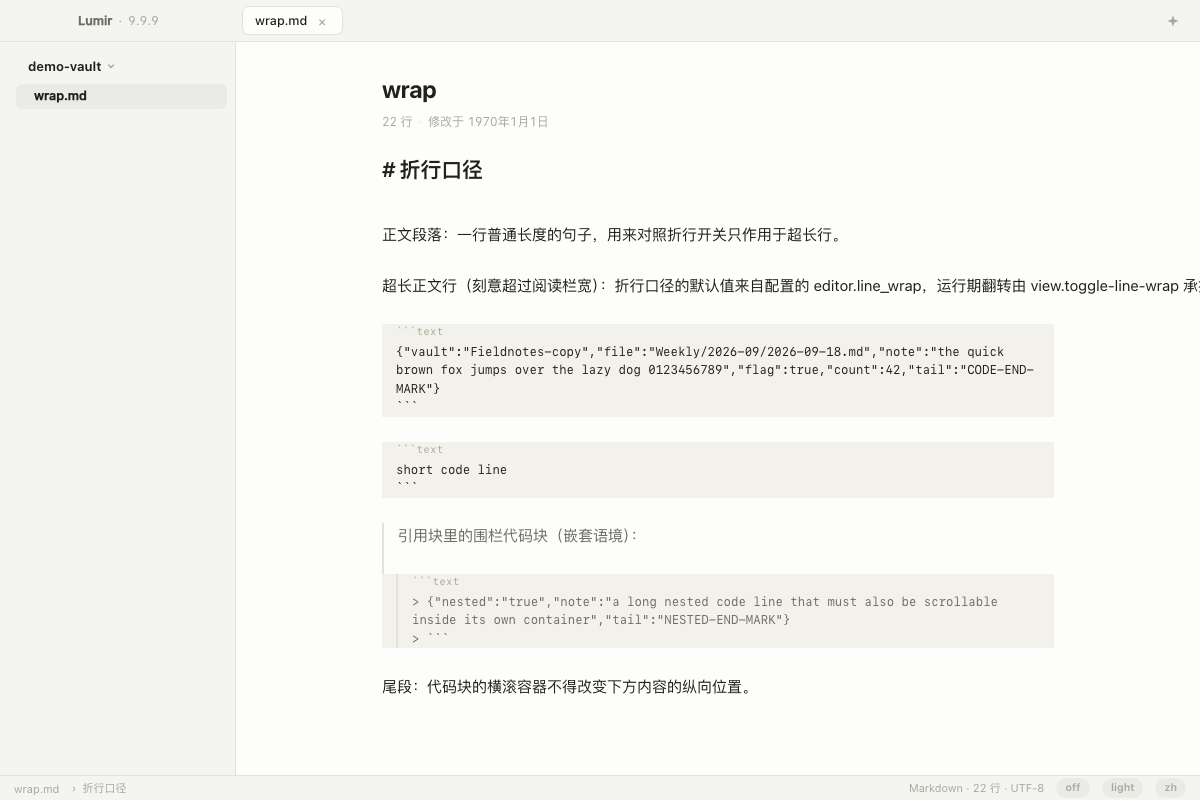 Lumir · 9.9.9
wrap.md ×
demo-vault
wrap.md
wrap
22 行 · 修改于 1970年1月1日
# 折行口径
正文段落：一行普通长度的句子，用来对照折行开关只作用于超长行。
超长正文行（刻意超过阅读栏宽）：折行口径的默认值来自配置的 editor.line_wrap，运行期翻转由 view.toggle-line-wrap 承
```text
{"vault":"Fieldnotes-copy","file":"Weekly/2026-09/2026-09-18.md","note":"the quick
brown fox jumps over the lazy dog 0123456789","flag":true,"count":42,"tail":"CODE-END-
MARK"}
```
```text
short code line
```
引用块里的围栏代码块（嵌套语境）：
```text
> {"nested":"true","note":"a long nested code line that must also be scrollable
inside its own container","tail":"NESTED-END-MARK"}
> ```
尾段：代码块的横滚容器不得改变下方内容的纵向位置。
wrap.md › 折行口径
Markdown · 22 行 · UTF-8 off light zh